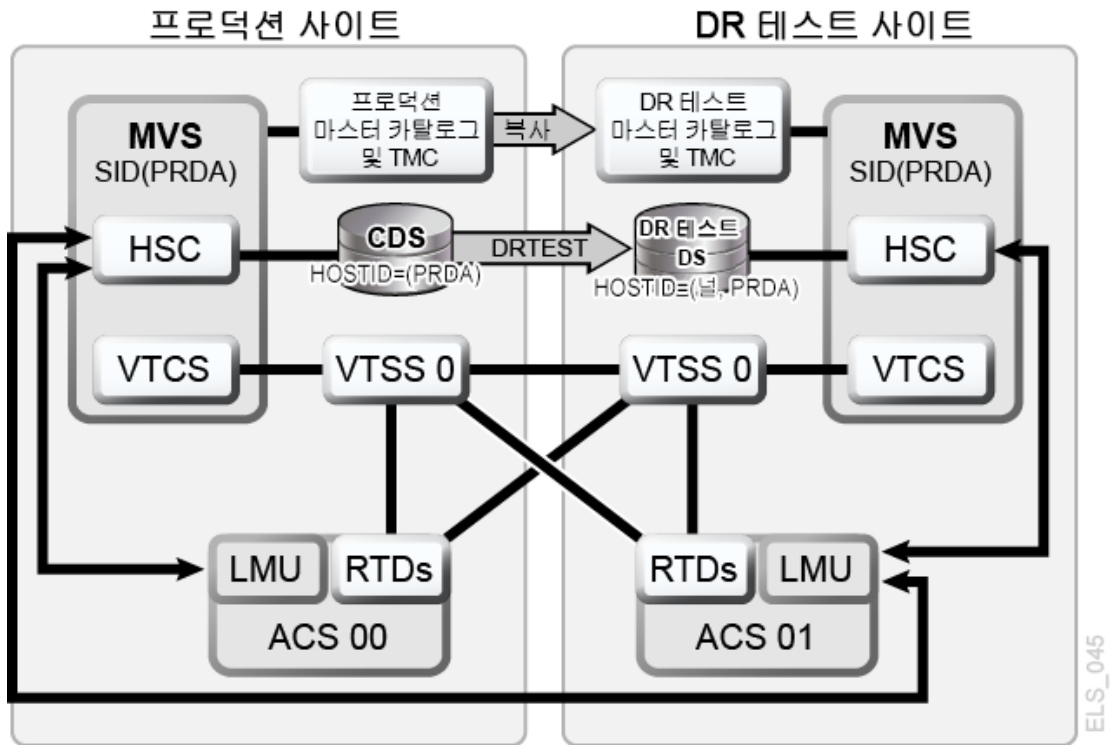 프로덕션 사이트
DR 테스트 사이트
MVS
SID(PRDA)
프로덕션
마스터 카탈로그
및 TMC
복사
DR 테스트
마스터 카탈로그
및 TMC
MVS
SID(PRDA)
HSC
CDS
HOSTID=(PRDA)
DRTEST
DR 테스트
DS
HOSTID=(널, PRDA)
HSC
VTCS
VTSS 0
VTSS 0
VTCS
LMU
RTDs
ACS 00
RTDs
LMU
ACS 01
ELS_045